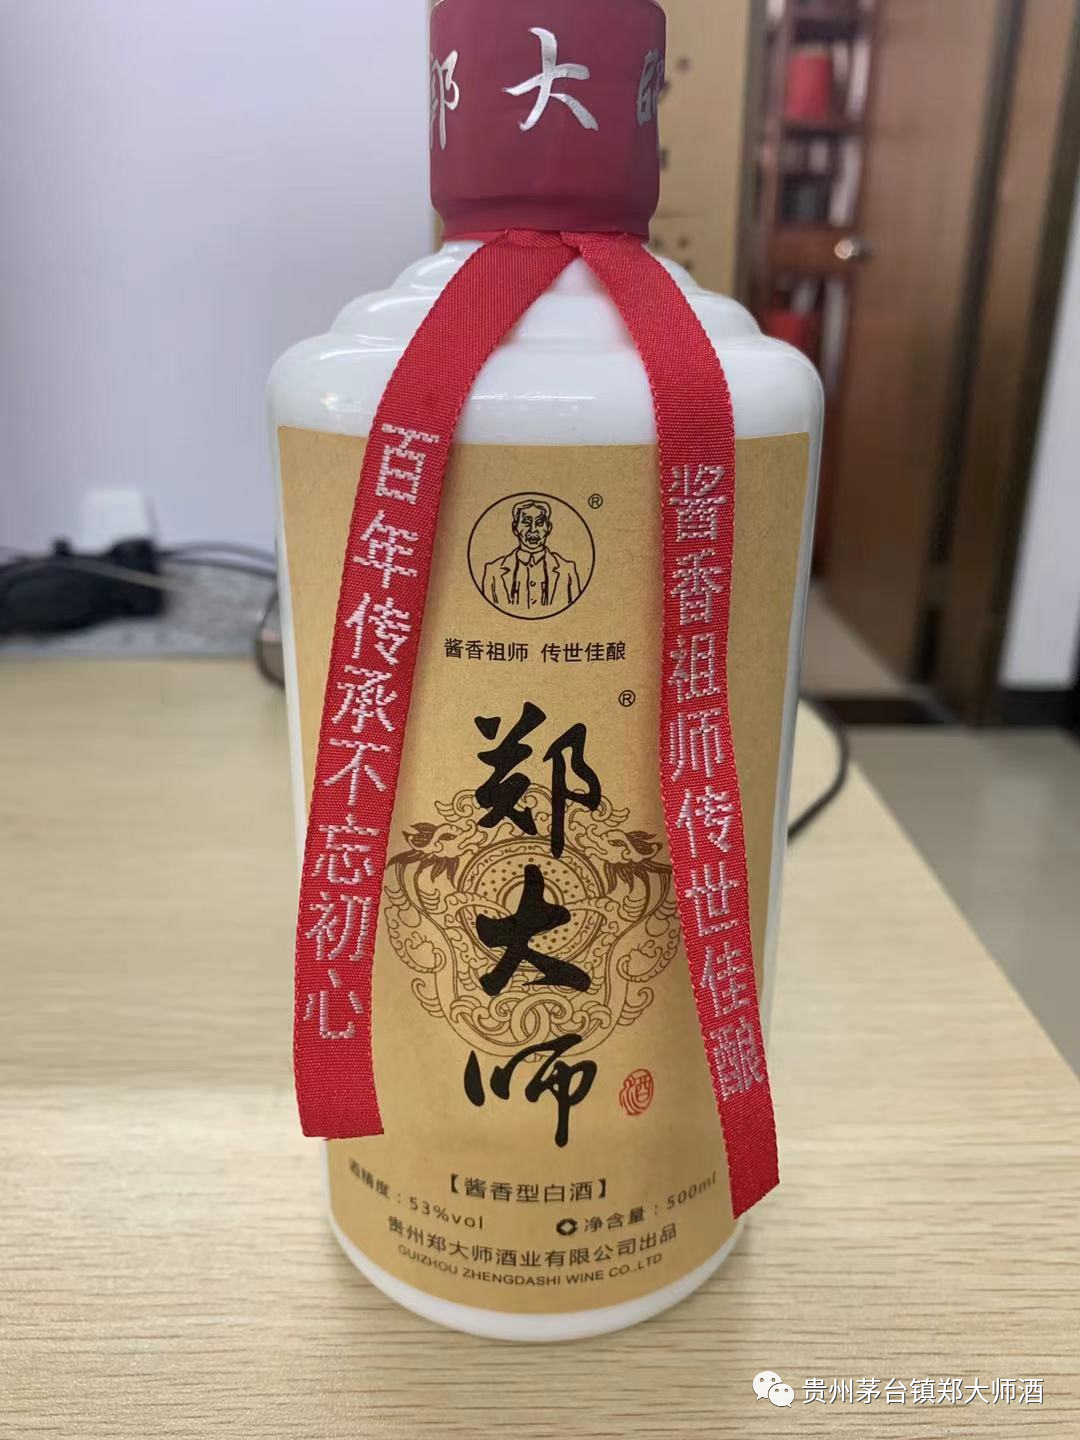 郑大师
百年传承不忘初心
酱香祖师传世佳酿
®
酱香祖师 传世佳酿
®
郑大师
酒
【酱香型白酒】
酒精度：53%vol
净含量：500ml
贵州郑大师酒业有限公司出品
GUIZHOU ZHENGDASHI WINE CO.,LTD
贵州茅台镇郑大师酒